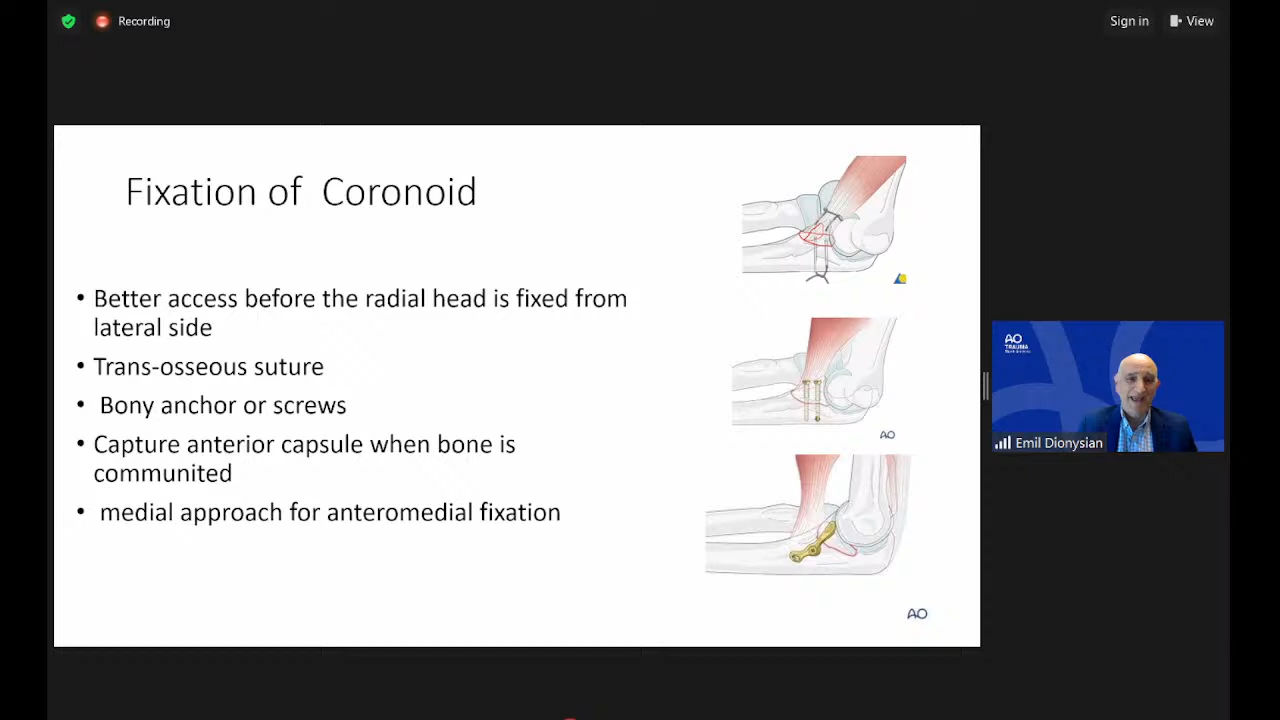 Recording
Sign in
View
Fixation of Coronoid
• Better access before the radial head is fixed from
lateral side
• Trans-osseous suture
• Bony anchor or screws
• Capture anterior capsule when bone is
communited
• medial approach for anteromedial fixation
AO
AO
AO
TRAUMA
North America
Emil Dionysian